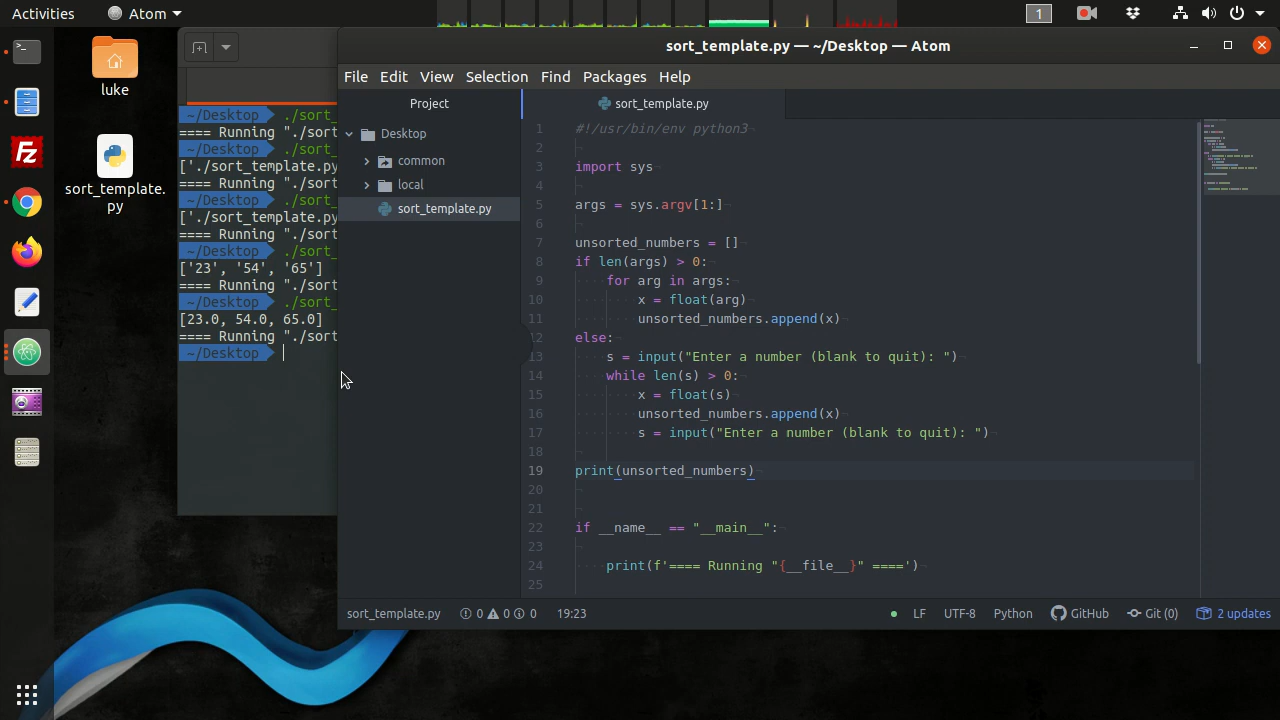 Activities
Atom
1
luke
sort_template.
py
~/Desktop ./sort_
==== Running "./sort
~/Desktop ./sort_
['./sort_template.py
==== Running "./sort
~/Desktop ./sort_
['./sort_template.py
==== Running "./sort
~/Desktop ./sort_
['23', '54', '65']
==== Running "./sort
~/Desktop ./sort_
[23.0, 54.0, 65.0]
==== Running "./sort
~/Desktop
sort_template.py — ~/Desktop — Atom
File Edit View Selection Find Packages Help
Project
Desktop
common
local
sort_template.py
sort_template.py
1 #!/usr/bin/env python3
2
3 import sys
4
5 args = sys.argv[1:]
6
7 unsorted_numbers = []
8 if len(args) > 0:
9 for arg in args:
10 x = float(arg)
11 unsorted_numbers.append(x)
12 else:
13 s = input("Enter a number (blank to quit): ")
14 while len(s) > 0:
15 x = float(s)
16 unsorted_numbers.append(x)
17 s = input("Enter a number (blank to quit): ")
18
19 print(unsorted_numbers)
20
21
22 if __name__ == "__main__":
23
24 print(f'==== Running "{__file__}" ====')
25
sort_template.py 0 0 0 19:23 LF UTF-8 Python GitHub Git (0) 2 updates